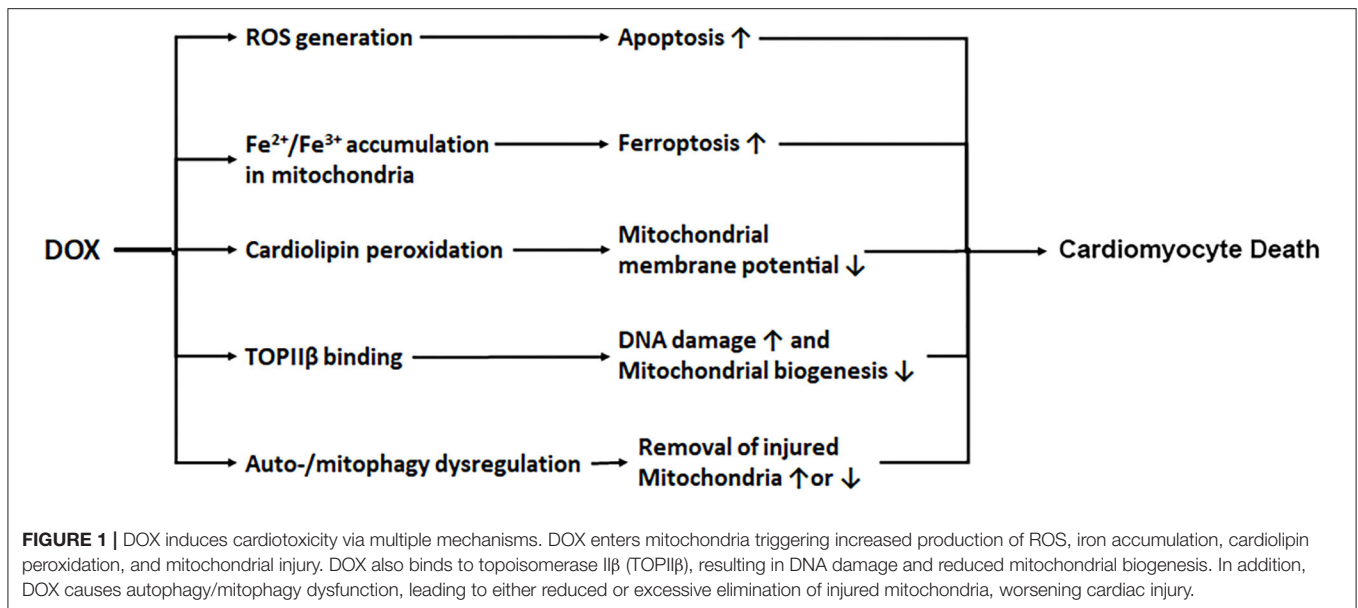 ROS generation
Apoptosis ↑
Fe²⁺/Fe³⁺ accumulation
in mitochondria
Ferroptosis ↑
DOX
Cardiolipin peroxidation
Mitochondrial
membrane potential ↓
Cardiomyocyte Death
TOPIIβ binding
DNA damage ↑ and
Mitochondrial biogenesis ↓
Auto-/mitophagy dysregulation
Removal of injured
Mitochondria ↑or ↓
FIGURE 1 | DOX induces cardiotoxicity via multiple mechanisms. DOX enters mitochondria triggering increased production of ROS, iron accumulation, cardiolipin
peroxidation, and mitochondrial injury. DOX also binds to topoisomerase IIβ (TOPIIβ), resulting in DNA damage and reduced mitochondrial biogenesis. In addition,
DOX causes autophagy/mitophagy dysfunction, leading to either reduced or excessive elimination of injured mitochondria, worsening cardiac injury.